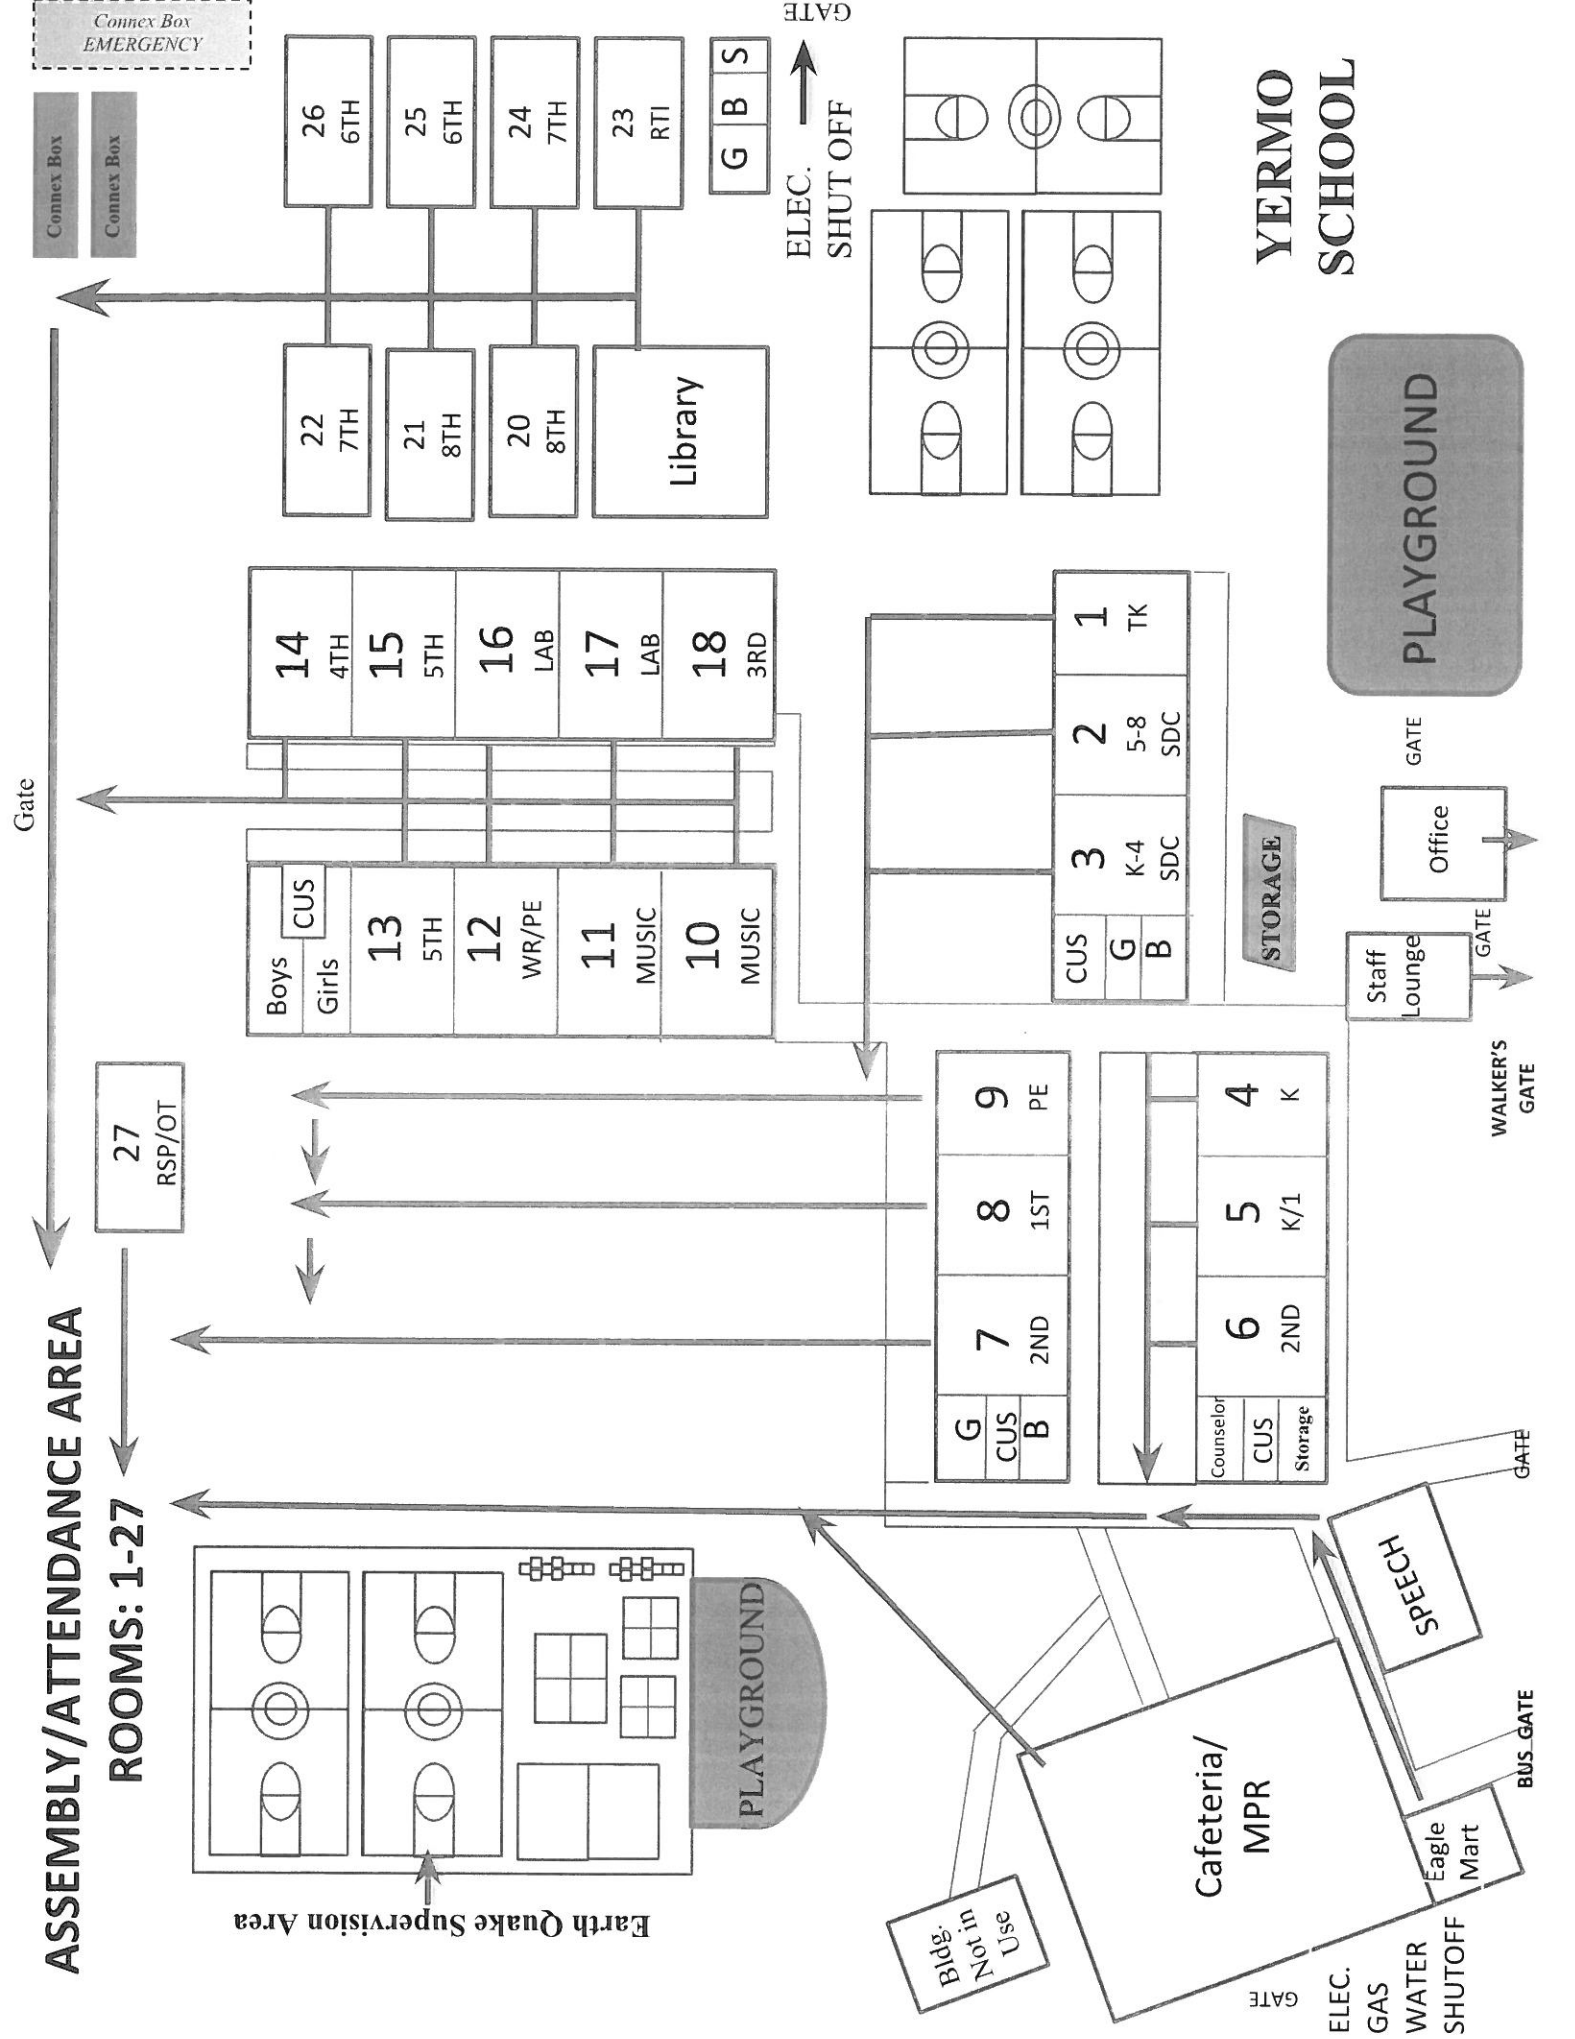 ASSEMBLY/ATTENDANCE AREA
ROOMS: 1-27
Gate
Connex Box
EMERGENCY
Connex Box
Connex Box
27
RSP/OT
Boys
Girls
CUS
13
5TH
12
WR/PE
11
MUSIC
10
MUSIC
14
4TH
15
5TH
16
LAB
17
LAB
18
3RD
22
7TH
21
8TH
20
8TH
Library
26
6TH
25
6TH
24
7TH
23
RTI
G B S
GATE
ELEC.
SHUT OFF
Earth Quake Supervision Area
PLAYGROUND
G
CUS
B
7
2ND
8
1ST
9
PE
CUS
G
B
3
K-4
SDC
2
5-8
SDC
1
TK
Counselor
CUS
Storage
6
2ND
5
K/1
4
K
STORAGE
YERMO
SCHOOL
PLAYGROUND
Bldg.
Not in
Use
Cafeteria/
MPR
SPEECH
Eagle
Mart
GATE
ELEC.
GAS
WATER
SHUTOFF
BUS GATE
GATE
WALKER'S
GATE
Staff
Lounge
GATE
Office
GATE